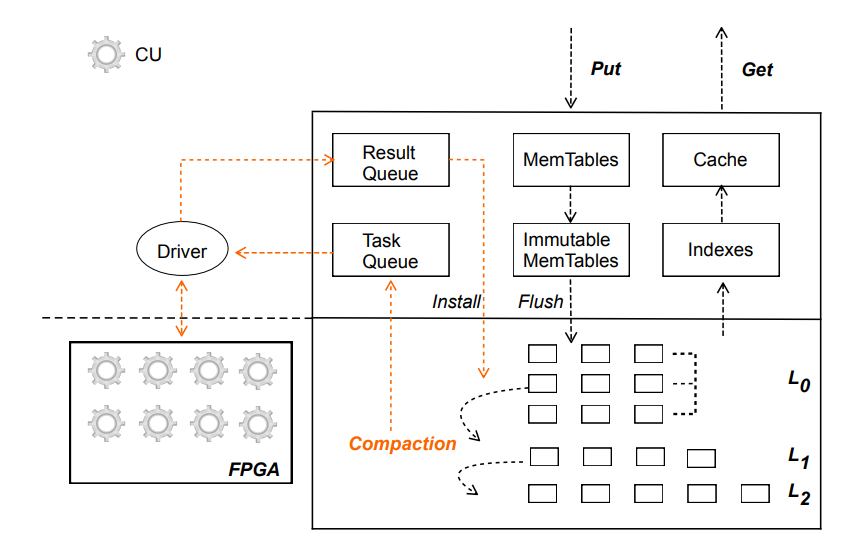 CU
Put
Get
Result
Queue
MemTables
Cache
Driver
Task
Queue
Immutable
MemTables
Indexes
Install
Flush
L0
Compaction
FPGA
L1
L2